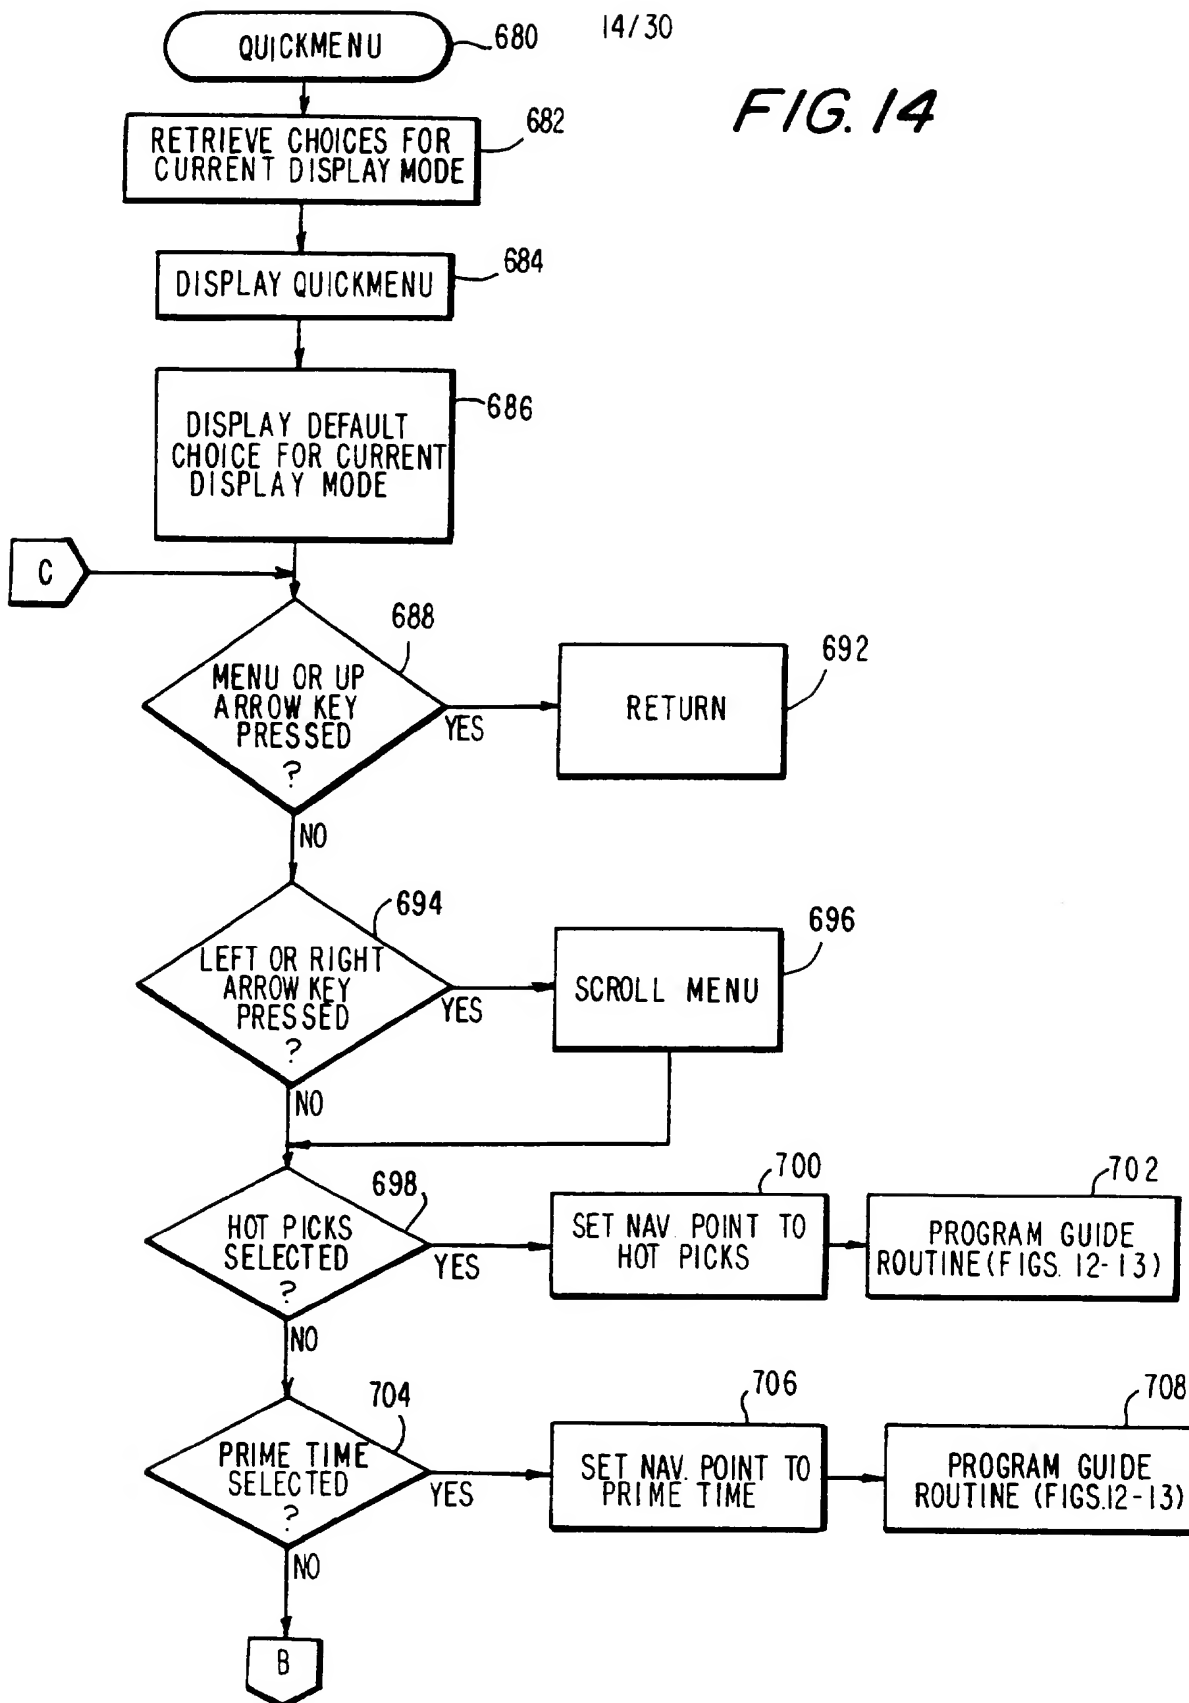 14/30
FIG. 14
QUICKMENU
680
RETRIEVE CHOICES FOR
CURRENT DISPLAY MODE
682
DISPLAY QUICKMENU
684
DISPLAY DEFAULT
CHOICE FOR CURRENT
DISPLAY MODE
686
C
MENU OR UP
ARROW KEY
PRESSED
?
688
YES
RETURN
692
NO
LEFT OR RIGHT
ARROW KEY
PRESSED
?
694
YES
SCROLL MENU
696
NO
HOT PICKS
SELECTED
?
698
YES
SET NAV. POINT TO
HOT PICKS
700
PROGRAM GUIDE
ROUTINE (FIGS. 12-13)
702
NO
PRIME TIME
SELECTED
?
704
YES
SET NAV. POINT TO
PRIME TIME
706
PROGRAM GUIDE
ROUTINE (FIGS.12-13)
708
NO
B